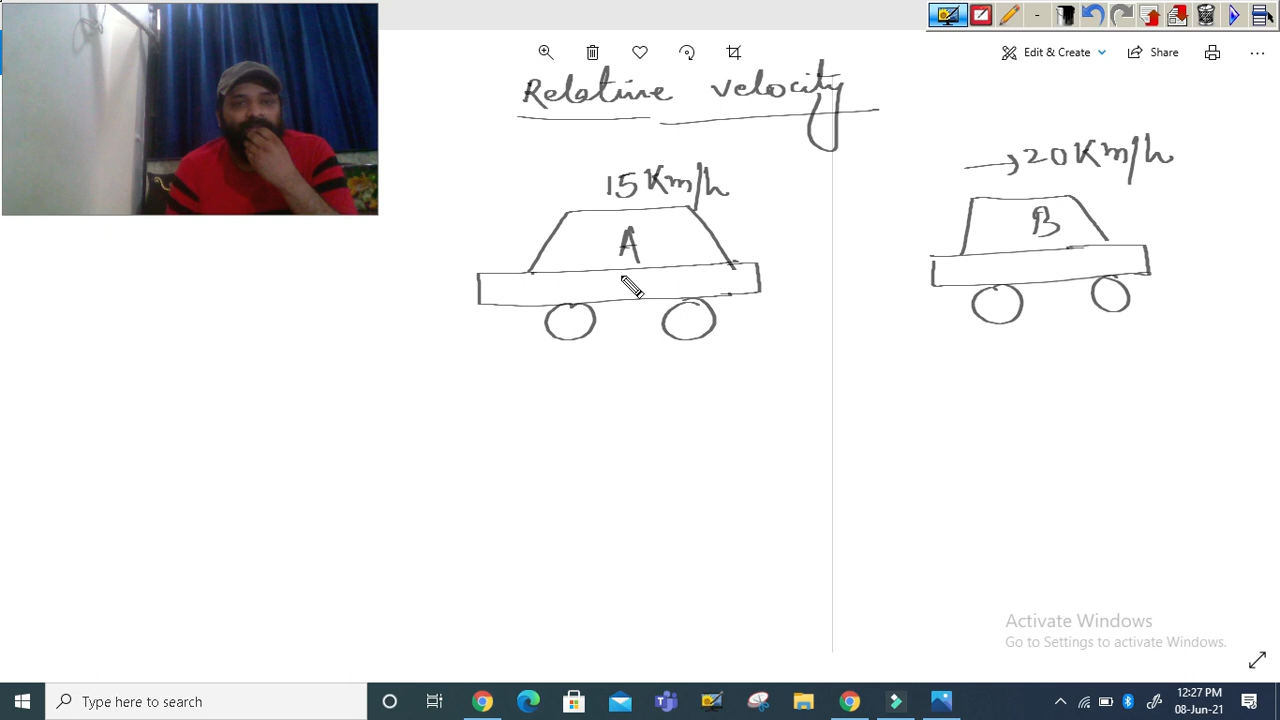 Edit & Create
Share
Relative velocity
15 Km/h
→20 Km/h
A
B
Activate Windows
Go to Settings to activate Windows.
Type here to search
12:27 PM
08-Jun-21